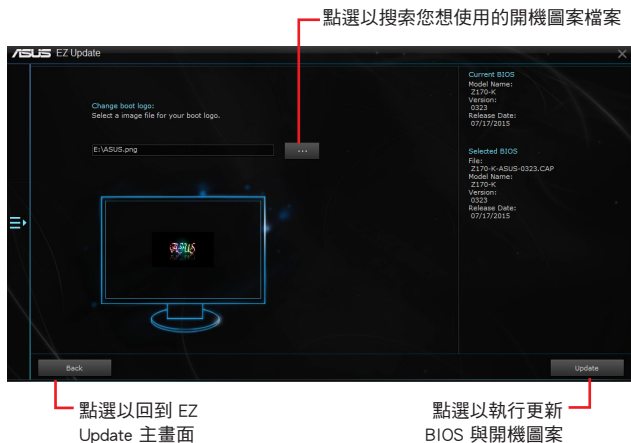 點選以搜索您想使用的開機圖案檔案
ASUS EZ Update
Change boot logo:
Select a image file for your boot logo.
E:\ASUS.png
...
ASUS
Current BIOS
Model Name:
Z170-K
Version:
0323
Release Date:
07/17/2015
Selected BIOS
File:
Z170-K-ASUS-0323.CAP
Model Name:
Z170-K
Version:
0323
Release Date:
07/17/2015
Back
Update
點選以回到 EZ
Update 主畫面
點選以執行更新
BIOS 與開機圖案